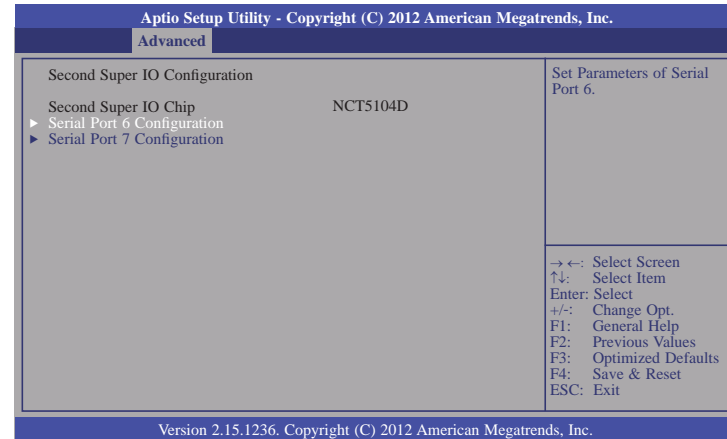 Aptio Setup Utility - Copyright (C) 2012 American Megatrends, Inc.
Advanced
Second Super IO Configuration
Second Super IO Chip NCT5104D
► Serial Port 6 Configuration
► Serial Port 7 Configuration
Set Parameters of Serial
Port 6.
→←: Select Screen
↑↓: Select Item
Enter: Select
+/-: Change Opt.
F1: General Help
F2: Previous Values
F3: Optimized Defaults
F4: Save & Reset
ESC: Exit
Version 2.15.1236. Copyright (C) 2012 American Megatrends, Inc.